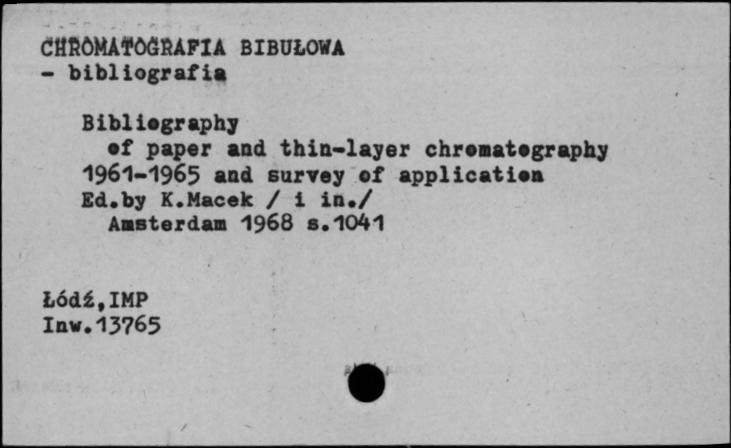 CHROMATOGRAFIA BIBUŁOWA
- bibliografia
Bibliography
of paper and thin-layer chromatography
1961-1965 and survey of application
Ed.by K.Macek / i in./
Amsterdam 1968 s.1041
Łódź,IMP
Inw.13765